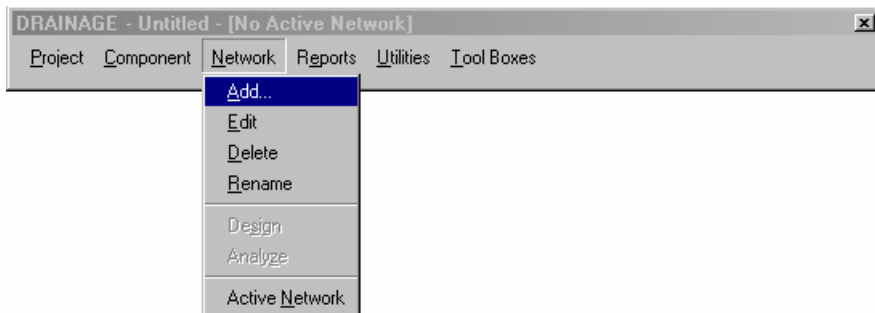 DRAINAGE - Untitled - [No Active Network]
Project Component Network Reports Utilities Tool Boxes
Add...
Edit
Delete
Rename
Design
Analyze
Active Network